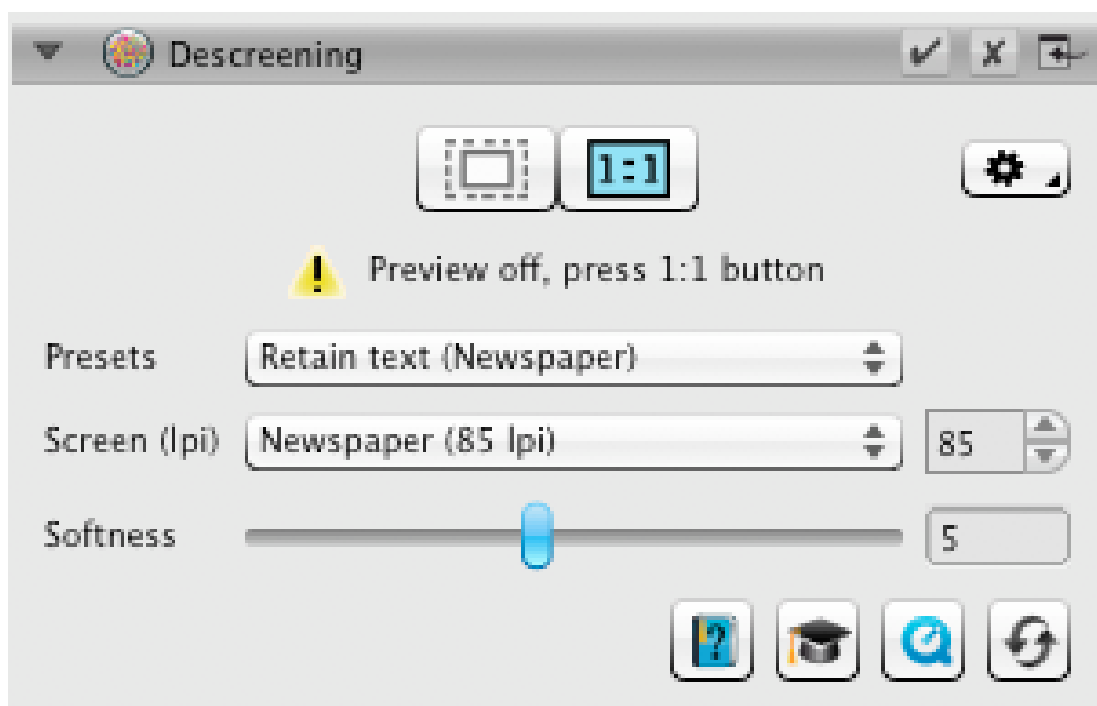 Descreening
1:1
Preview off, press 1:1 button
Presets Retain text (Newspaper)
Screen (lpi) Newspaper (85 lpi) 85
Softness 5
?